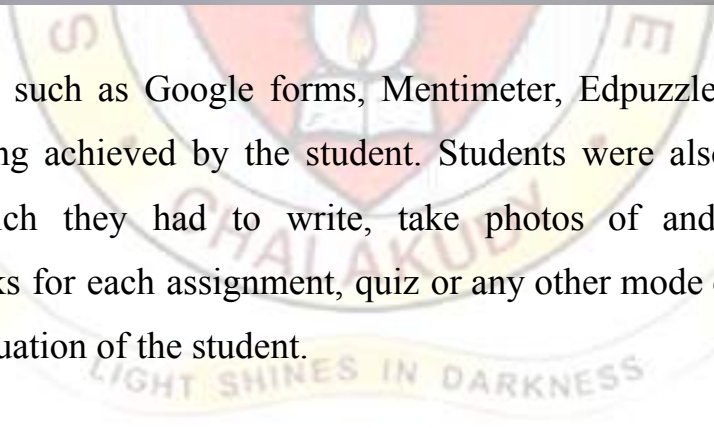 such as Google forms, Mentimeter, Edpuzzle
ng achieved by the student. Students were also
ch they had to write, take photos of and
ks for each assignment, quiz or any other mode
uation of the student.
CHALAKUDY
LIGHT SHINES IN DARKNESS